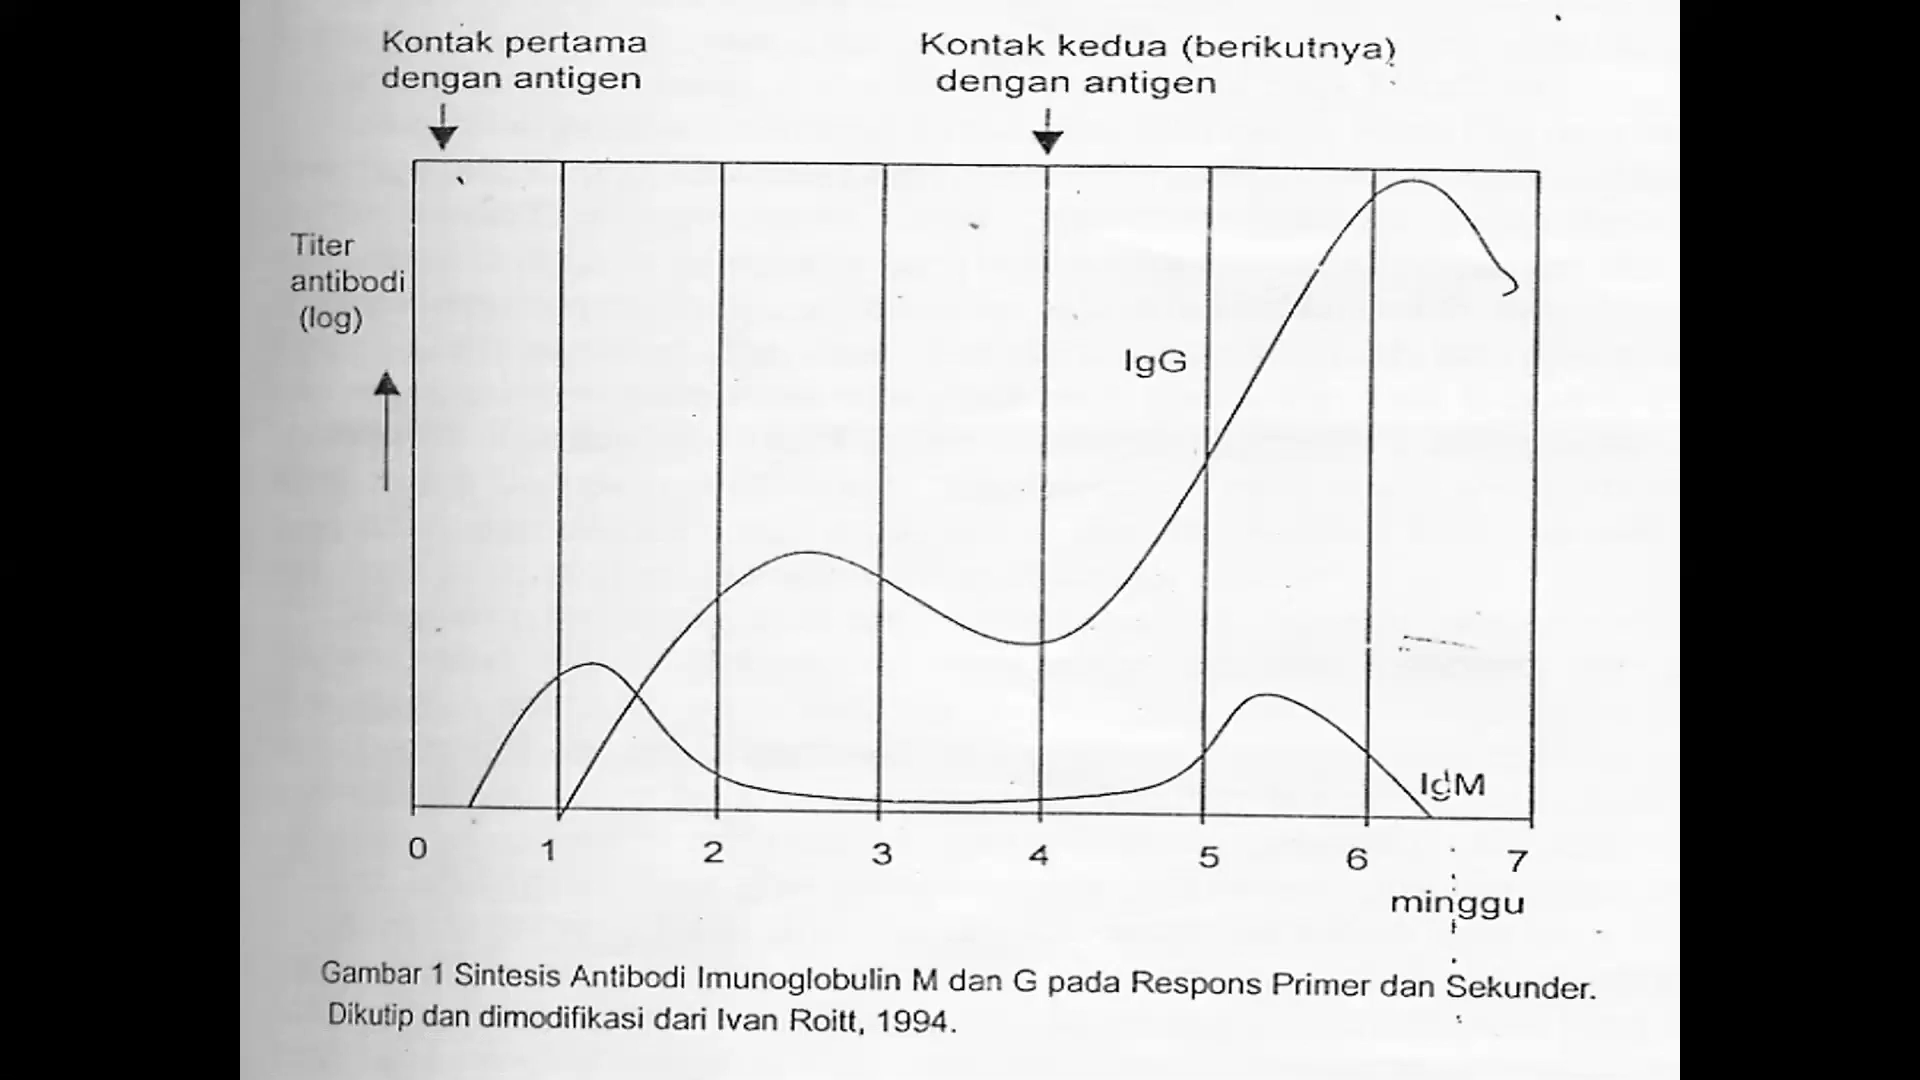 Kontak pertama
dengan antigen
Kontak kedua (berikutnya)
dengan antigen
Titer
antibodi
(log)
IgG
IgM
0 1 2 3 4 5 6 7
minggu
Gambar 1 Sintesis Antibodi Imunoglobulin M dan G pada Respons Primer dan Sekunder.
Dikutip dan dimodifikasi dari Ivan Roitt, 1994.